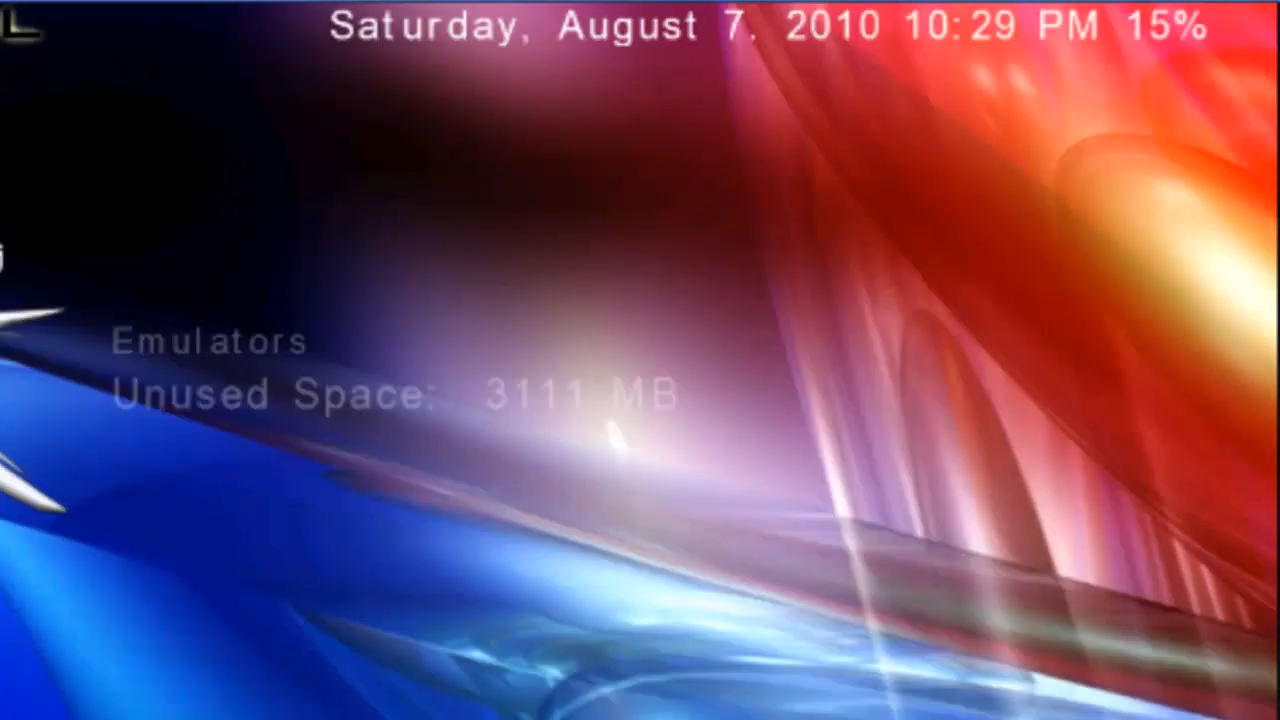 Saturday, August 7. 2010 10:29 PM 15%
Emulators
Unused Space: 3111 MB